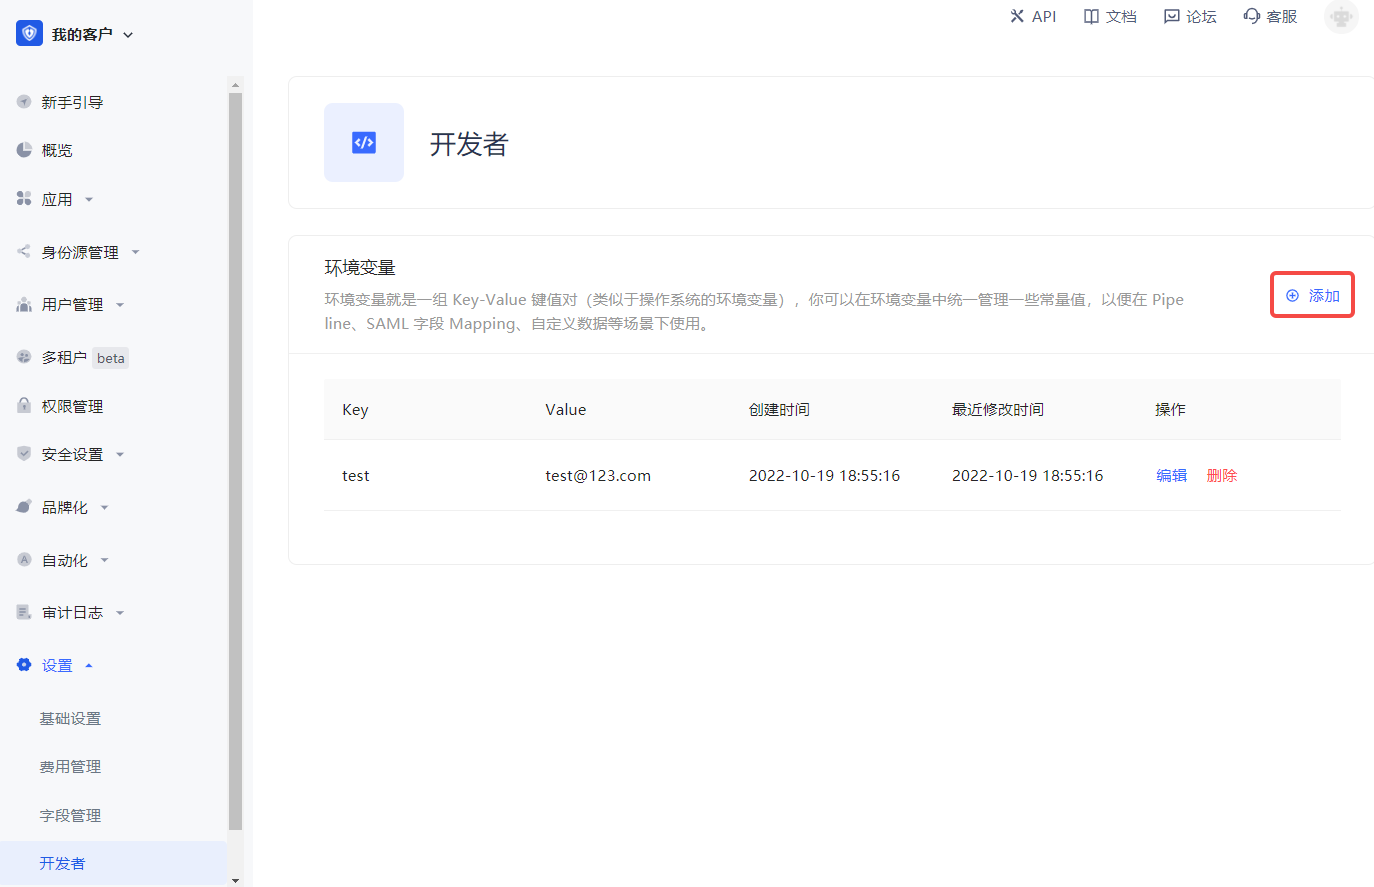 我的客户
API
文档
论坛
客服
新手引导
概览
应用
身份源管理
用户管理
多租户 beta
权限管理
安全设置
品牌化
自动化
审计日志
设置
基础设置
费用管理
字段管理
开发者
开发者
环境变量
环境变量就是一组 Key-Value 键值对（类似于操作系统的环境变量），你可以在环境变量中统一管理一些常量值，以便在 Pipe
line、SAML 字段 Mapping、自定义数据等场景下使用。
添加
Key Value 创建时间 最近修改时间 操作
test test@123.com 2022-10-19 18:55:16 2022-10-19 18:55:16 编辑 删除